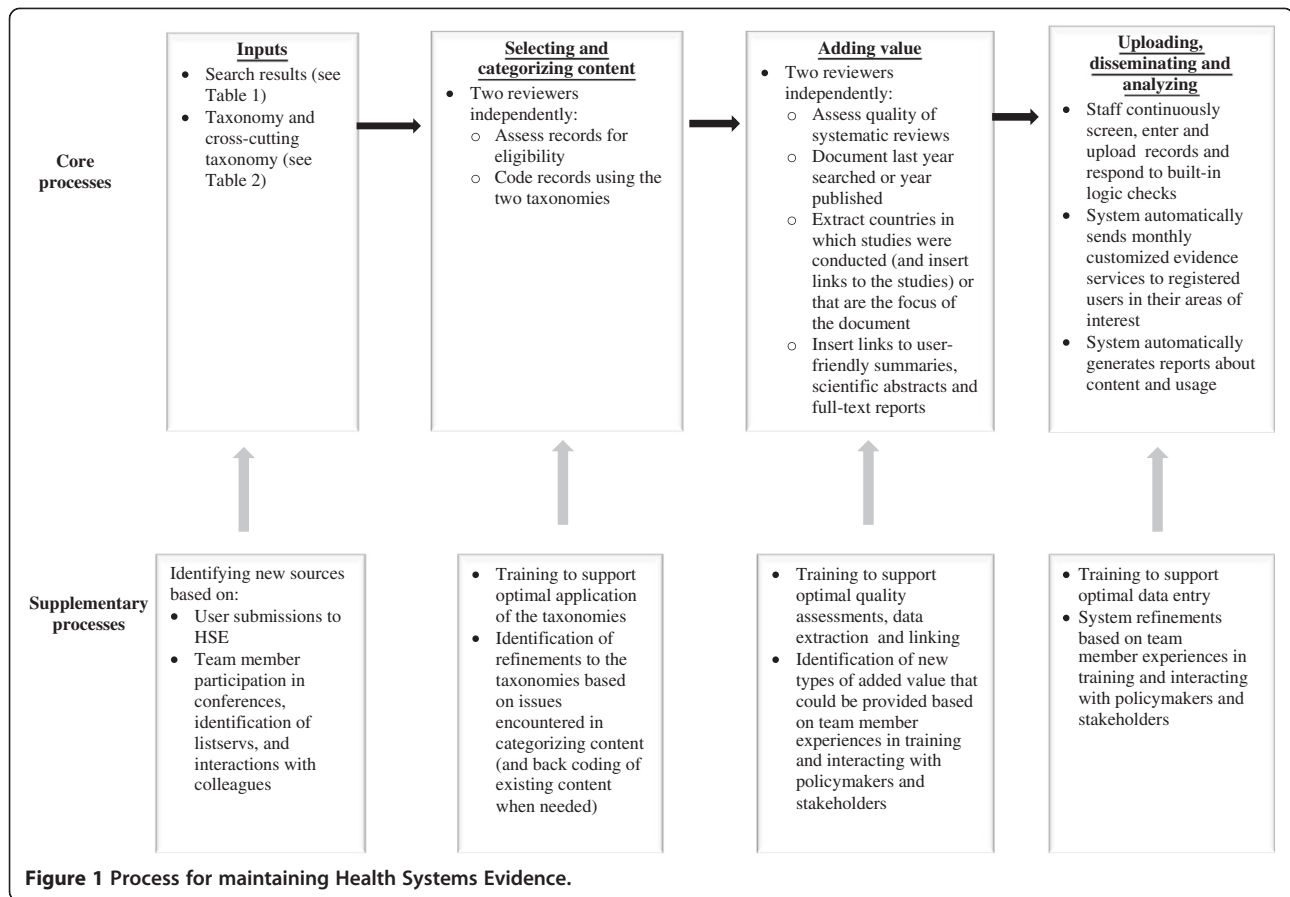 Inputs
• Search results (see
Table 1)
• Taxonomy and
cross-cutting
taxonomy (see
Table 2)
Selecting and
categorizing content
• Two reviewers
independently:
o Assess records for
eligibility
o Code records using the
two taxonomies
Adding value
• Two reviewers
independently:
o Assess quality of
systematic reviews
o Document last year
searched or year
published
o Extract countries in
which studies were
conducted (and insert
links to the studies) or
that are the focus of
the document
o Insert links to user-
friendly summaries,
scientific abstracts and
full-text reports
Uploading,
disseminating and
analyzing
• Staff continuously
screen, enter and
upload records and
respond to built-in
logic checks
• System automatically
sends monthly
customized evidence
services to registered
users in their areas of
interest
• System automatically
generates reports about
content and usage
Core
processes
Supplementary
processes
Identifying new sources
based on:
• User submissions to
HSE
• Team member
participation in
conferences,
identification of
listservs, and
interactions with
colleagues
• Training to support
optimal application
of the taxonomies
• Identification of
refinements to the
taxonomies based
on issues
encountered in
categorizing content
(and back coding of
existing content
when needed)
• Training to support
optimal quality
assessments, data
extraction and linking
• Identification of new
types of added value that
could be provided based
on team member
experiences in training
and interacting with
policymakers and
stakeholders
• Training to support
optimal data entry
• System refinements
based on team
member experiences in
training and interacting
with policymakers and
stakeholders
Figure 1 Process for maintaining Health Systems Evidence.